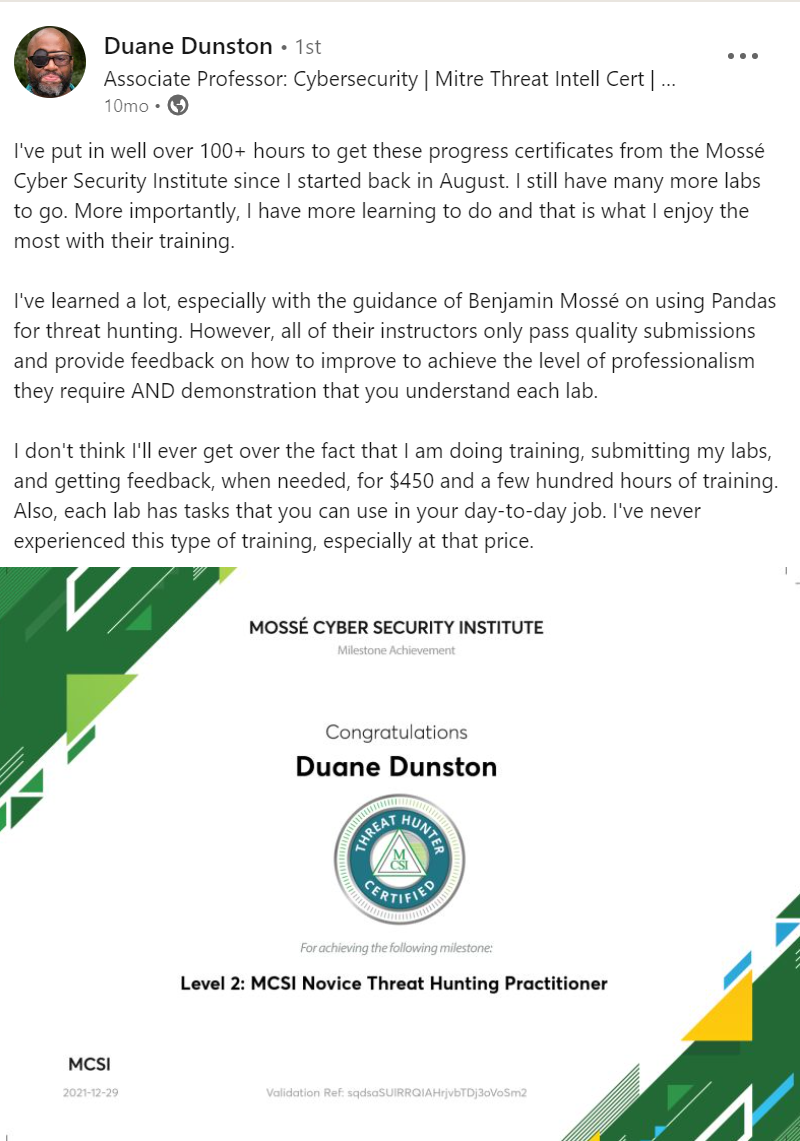 Duane Dunston • 1st
Associate Professor: Cybersecurity | Mitre Threat Intell Cert | ...
10mo •
I've put in well over 100+ hours to get these progress certificates from the Mossé
Cyber Security Institute since I started back in August. I still have many more labs
to go. More importantly, I have more learning to do and that is what I enjoy the
most with their training.
I've learned a lot, especially with the guidance of Benjamin Mossé on using Pandas
for threat hunting. However, all of their instructors only pass quality submissions
and provide feedback on how to improve to achieve the level of professionalism
they require AND demonstration that you understand each lab.
I don't think I'll ever get over the fact that I am doing training, submitting my labs,
and getting feedback, when needed, for $450 and a few hundred hours of training.
Also, each lab has tasks that you can use in your day-to-day job. I've never
experienced this type of training, especially at that price.
MOSSÉ CYBER SECURITY INSTITUTE
Milestone Achievement
Congratulations
Duane Dunston
THREAT HUNTER
M
CSI
CERTIFIED
For achieving the following milestone:
Level 2: MCSI Novice Threat Hunting Practitioner
MCSI
2021-12-29
Validation Ref: sqdsaSUIRRQIAHrjvbTDj3oVoSm2